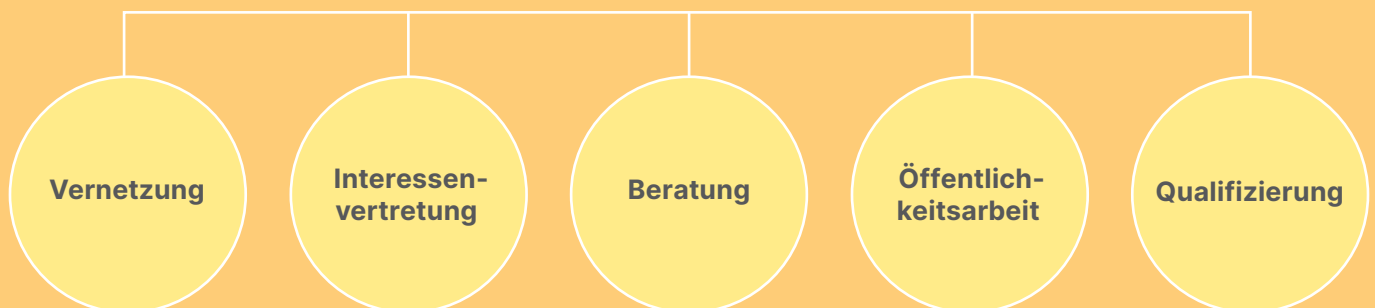 Vernetzung
Interessen-
vertretung
Beratung
Öffentlich-
keitsarbeit
Qualifizierung